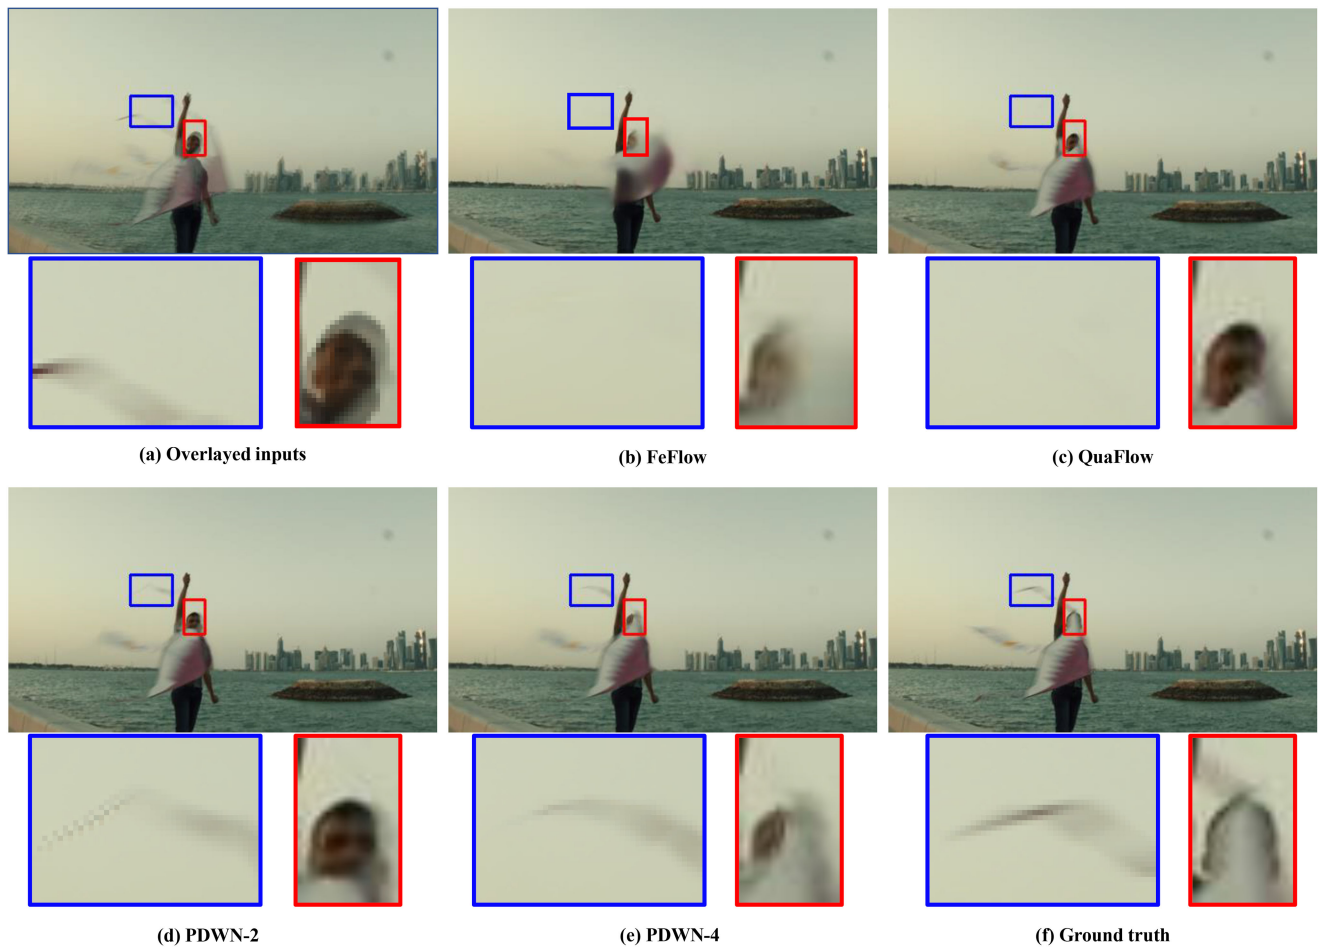 (a) Overlayed inputs
(b) FeFlow
(c) QuaFlow
(d) PDWN-2
(e) PDWN-4
(f) Ground truth